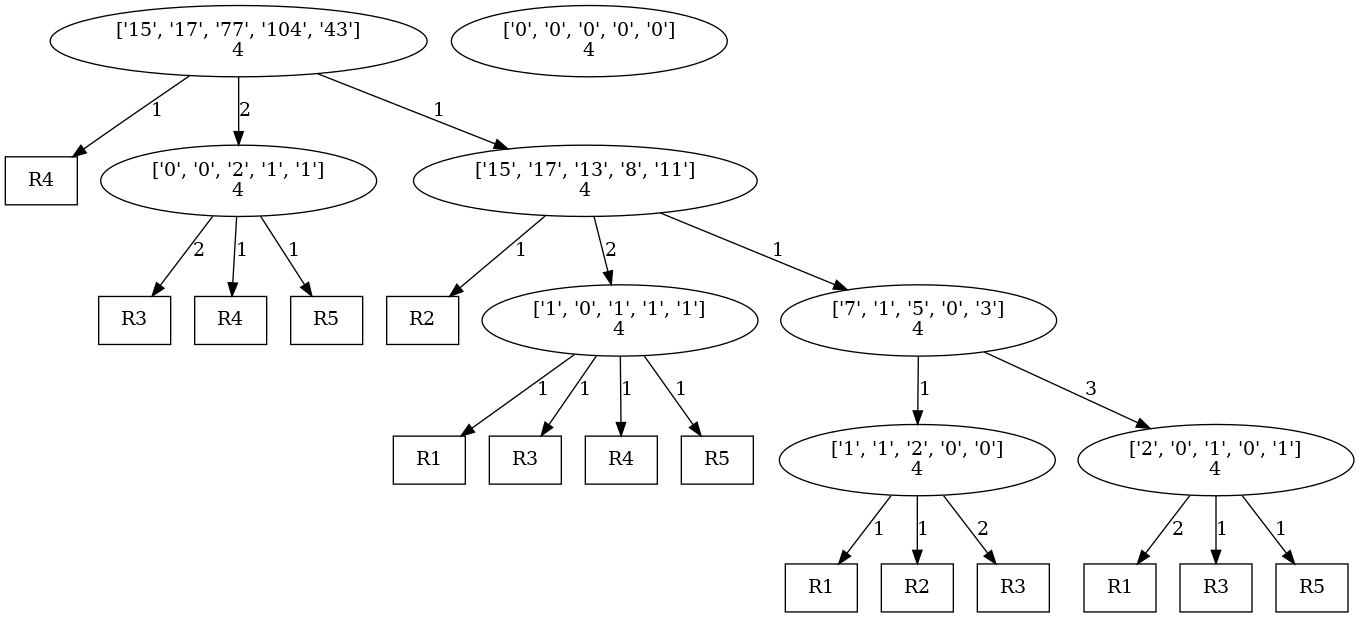 ['15', '17', '77', '104', '43']
4
['0', '0', '0', '0', '0']
4
1
2
1
R4
['0', '0', '2', '1', '1']
4
['15', '17', '13', '8', '11']
4
2
1
1
1
2
1
R3
R4
R5
R2
['1', '0', '1', '1', '1']
4
['7', '1', '5', '0', '3']
4
1
1
1
1
1
3
R1
R3
R4
R5
['1', '1', '2', '0', '0']
4
['2', '0', '1', '0', '1']
4
1
1
2
2
1
1
R1
R2
R3
R1
R3
R5